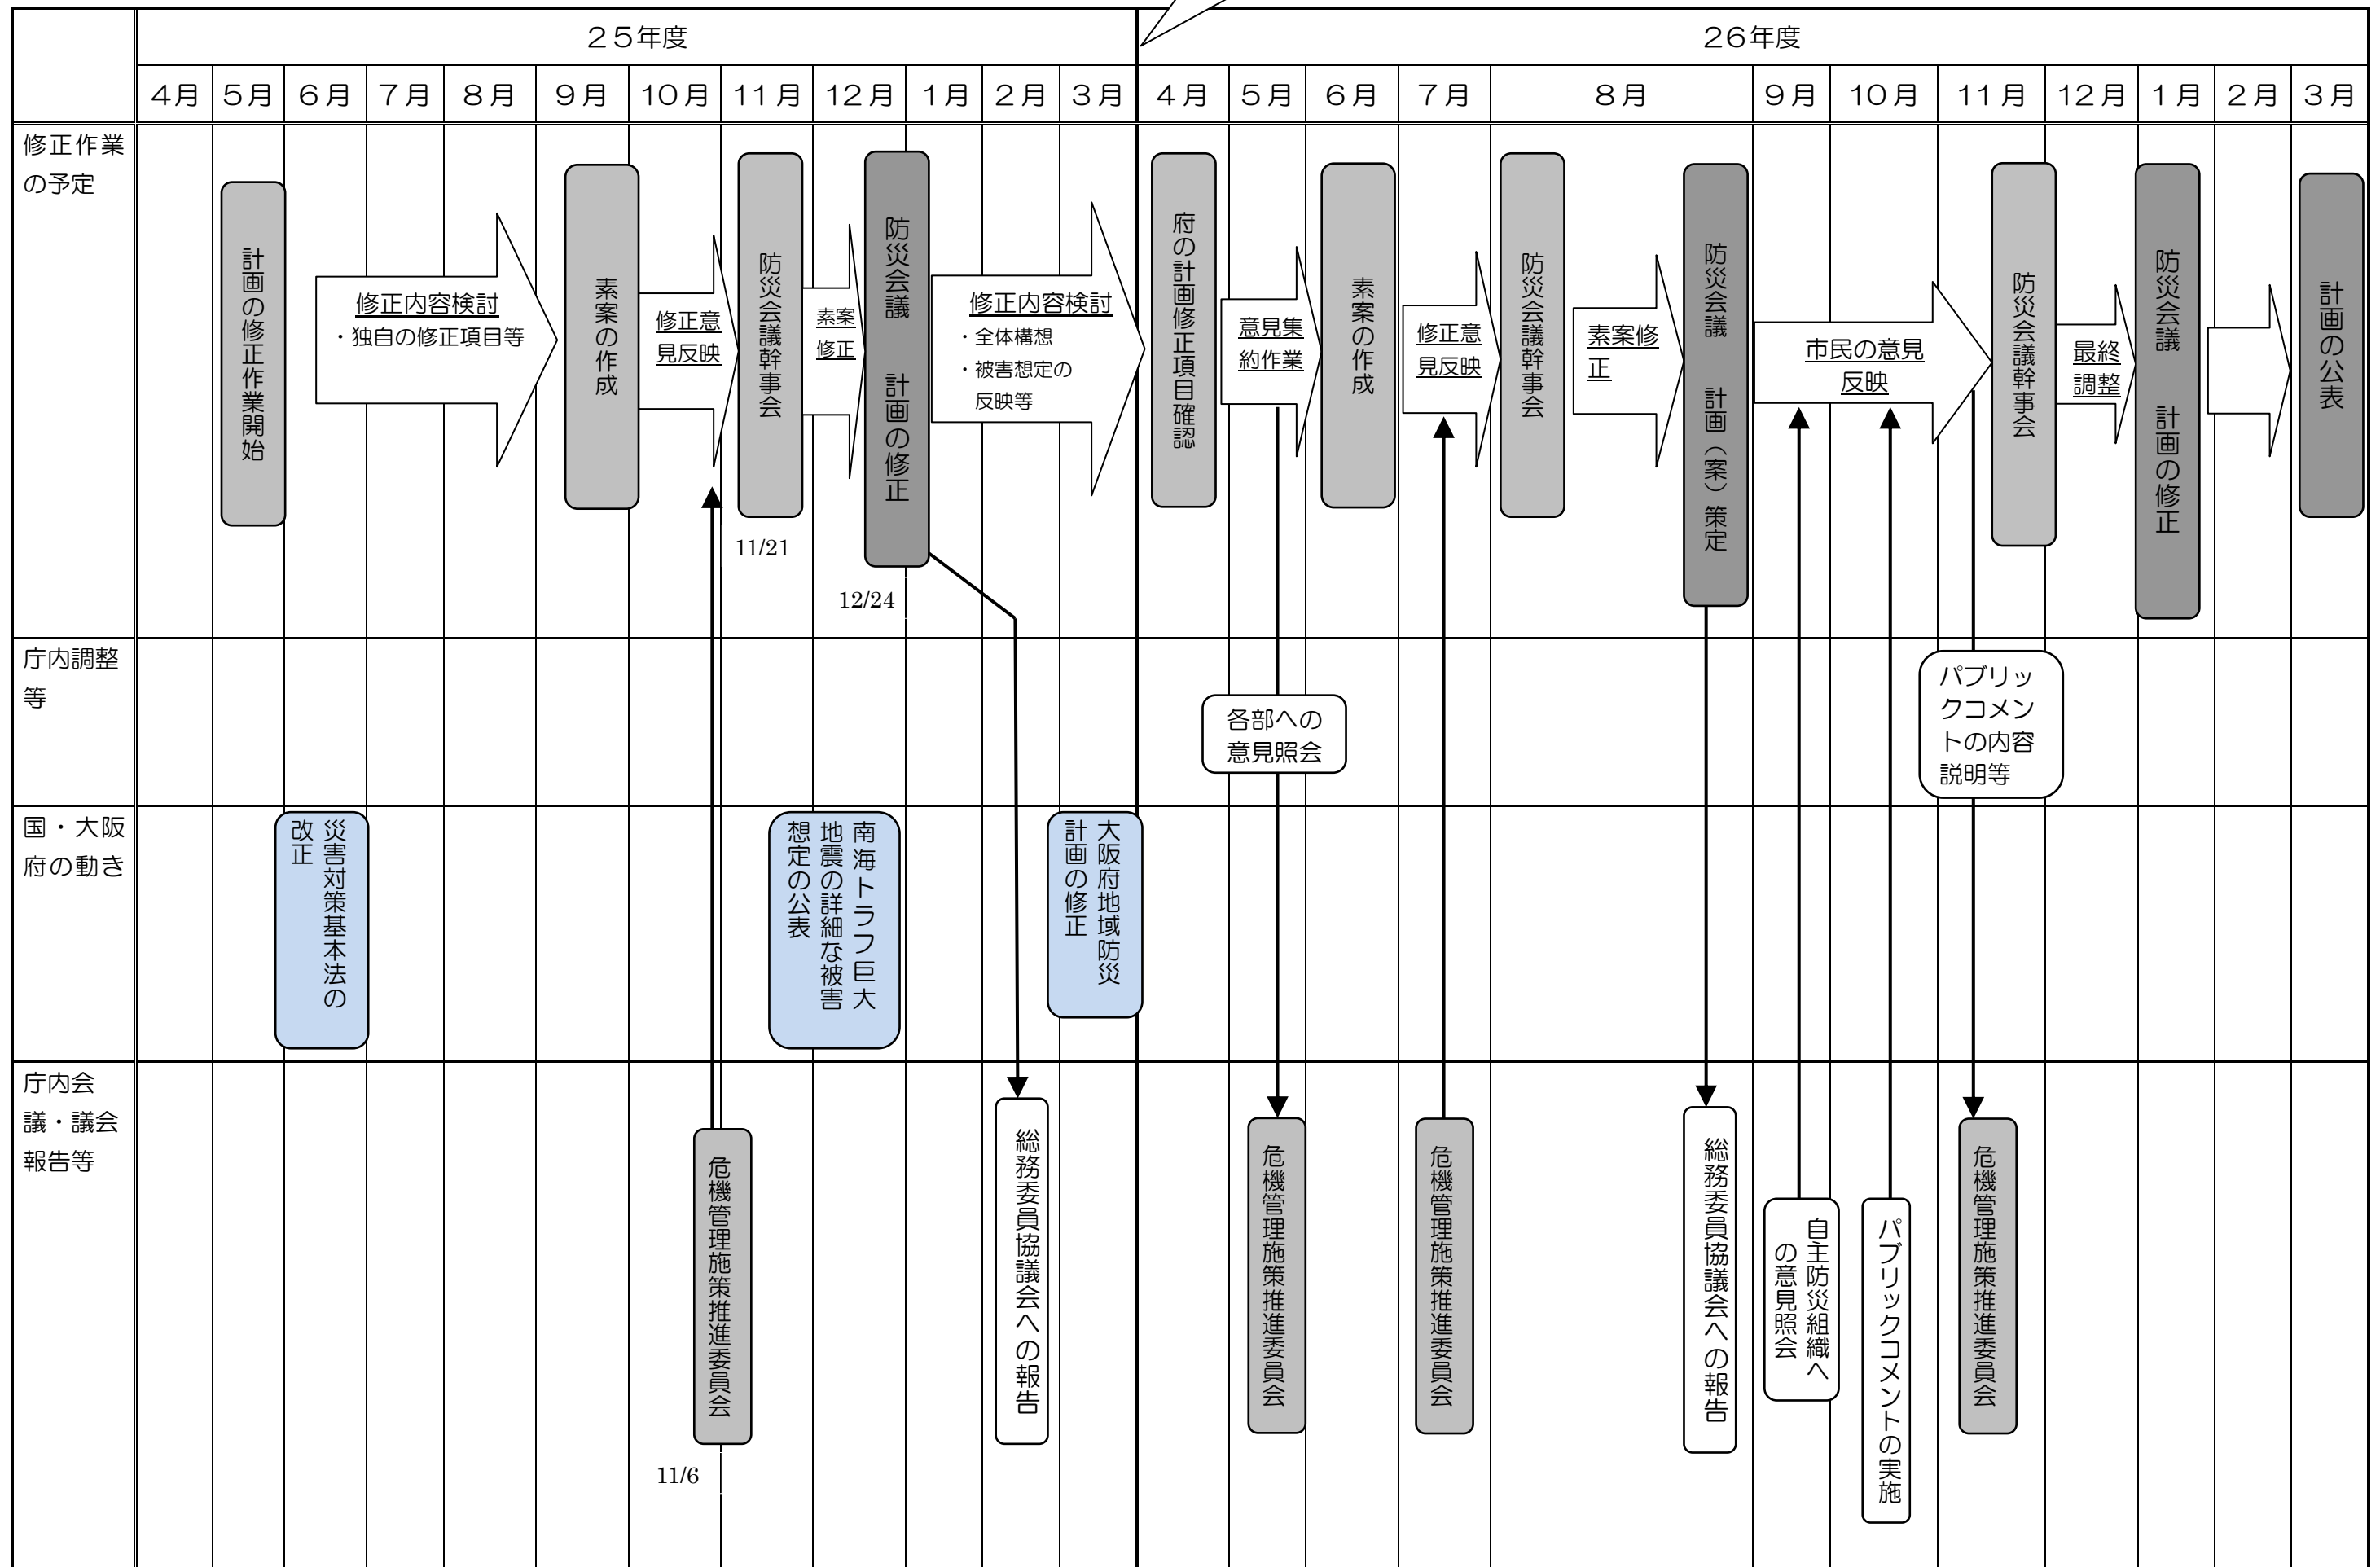 ２５年度
２６年度
４月
５月
６月
７月
８月
９月
１０月
１１月
１２月
１月
２月
３月
４月
５月
６月
７月
８月
９月
１０月
１１月
１２月
１月
２月
３月
修正作業
の予定
計画の修正作業開始
修正内容検討
・独自の修正項目等
素案の作成
修正意
見反映
防災会議幹事会
11/21
素案
修正
防災会議　計画の修正
12/24
修正内容検討
・全体構想
・被害想定の
反映等
府の計画修正項目確認
意見集
約作業
素案の作成
修正意
見反映
防災会議幹事会
素案修
正
防災会議　計画（案）策定
市民の意見
反映
防災会議幹事会
最終
調整
防災会議　計画の修正
計画の公表
庁内調整
等
各部への
意見照会
パブリッ
クコメン
トの内容
説明等
国・大阪
府の動き
災害対策基本法の
改正
南海トラフ巨大
地震の詳細な被害
想定の公表
大阪府地域防災
計画の修正
庁内会
議・議会
報告等
危機管理施策推進委員会
11/6
総務委員協議会への報告
危機管理施策推進委員会
危機管理施策推進委員会
総務委員協議会への報告
自主防災組織へ
の意見照会
パブリックコメントの実施
危機管理施策推進委員会